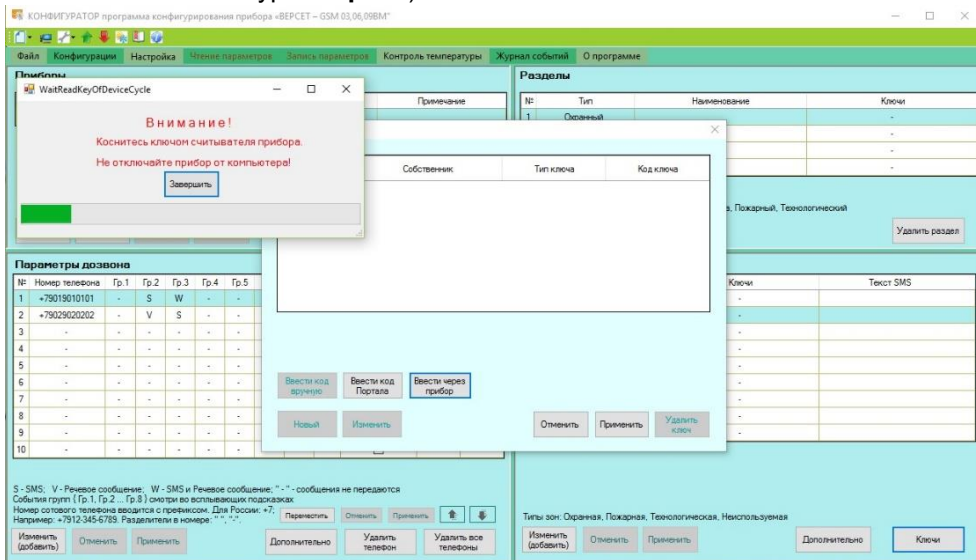 КОНФИГУРАТОР программа конфигурирования прибора «ВЕРСЕТ – GSM 03,06,09ВМ"
Файл Конфигурации Настройка Чтение параметров Запись параметров Контроль температуры Журнал событий О программе
Приборы
Примечание
WaitReadKeyOfDeviceCycle
Внимание!
Коснитесь ключом считывателя прибора.
Не отключайте прибор от компьютера!
Завершить
Разделы
№ Тип Наименование Ключи
1 Охранный -
-
-
-
Пожарный, Технологический
Удалить раздел
Собственник Тип ключа Код ключа
Ввести код вручную
Ввести код Портала
Ввести через прибор
Новый Изменить Отменить Применить Удалить ключ
Параметры дозвона
№ Номер телефона Гр.1 Гр.2 Гр.3 Гр.4 Гр.5
1 +79019010101 - S W - -
2 +79029020202 - V S - -
3 - - - - - -
4 - - - - - -
5 - - - - - -
6 - - - - - -
7 - - - - - -
8 - - - - - -
9 - - - - - -
10 - - - - - -
S - SMS; V - Речевое сообщение; W - SMS и Речевое сообщение; " - " - сообщения не передаются
События групп ( Гр.1, Гр.2 ... Гр.8 ) смотри во всплывающих подсказках
Номер сотового телефона вводится с префиксом. Для России: +7;
Например: +7912-345-6789. Разделители в номере: " ", "-".
Переместить Отменить Применить
Изменить (добавить) Отменить Применить Дополнительно Удалить телефон Удалить все телефоны
Ключи Текст SMS
-
-
-
-
-
-
-
-
-
Типы зон: Охранная, Пожарная, Технологическая, Неиспользуемая
Изменить (добавить) Отменить Применить Дополнительно Ключи